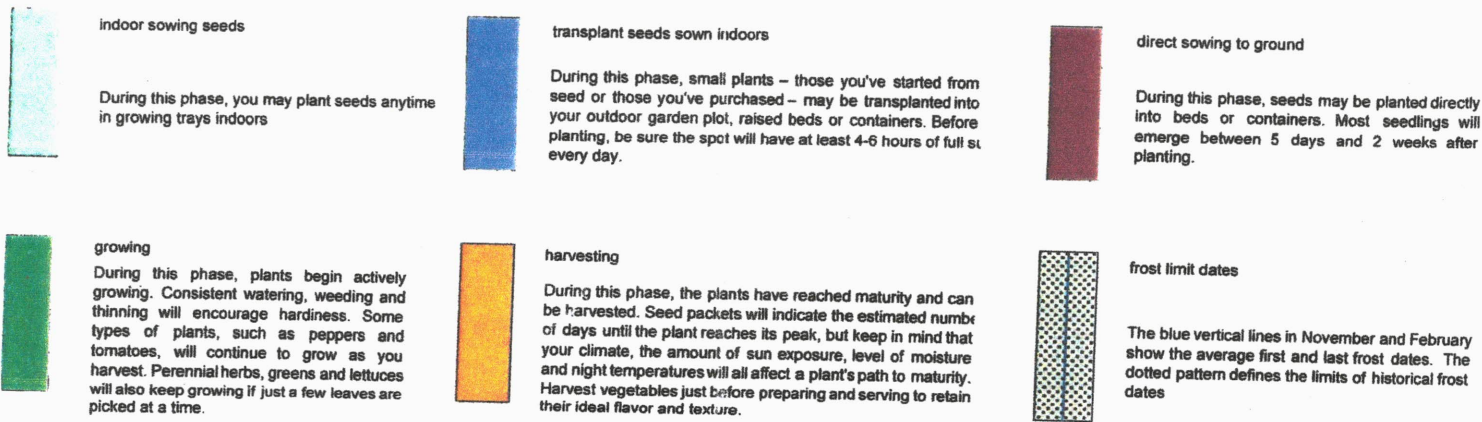 indoor sowing seeds
During this phase, you may plant seeds anytime
in growing trays indoors
transplant seeds sown indoors
During this phase, small plants – those you've started from
seed or those you've purchased – may be transplanted into
your outdoor garden plot, raised beds or containers. Before
planting, be sure the spot will have at least 4-6 hours of full
every day.
direct sowing to ground
During this phase, seeds may be planted directly
into beds or containers. Most seedlings will
emerge between 5 days and 2 weeks after
planting.
growing
During this phase, plants begin actively
growing. Consistent watering, weeding and
thinning will encourage hardiness. Some
types of plants, such as peppers and
tomatoes, will continue to grow as you
harvest. Perennial herbs, greens and lettuces
will also keep growing if just a few leaves are
picked at a time.
harvesting
During this phase, the plants have reached maturity and can
be harvested. Seed packets will indicate the estimated
of days until the plant reaches its peak, but keep in mind that
your climate, the amount of sun exposure, level of moisture
and night temperatures will all affect a plant's path to maturity.
Harvest vegetables just before preparing and serving to retain
their ideal flavor and texture.
frost limit dates
The blue vertical lines in November and February
show the average first and last frost dates. The
dotted pattern defines the limits of historical frost
dates